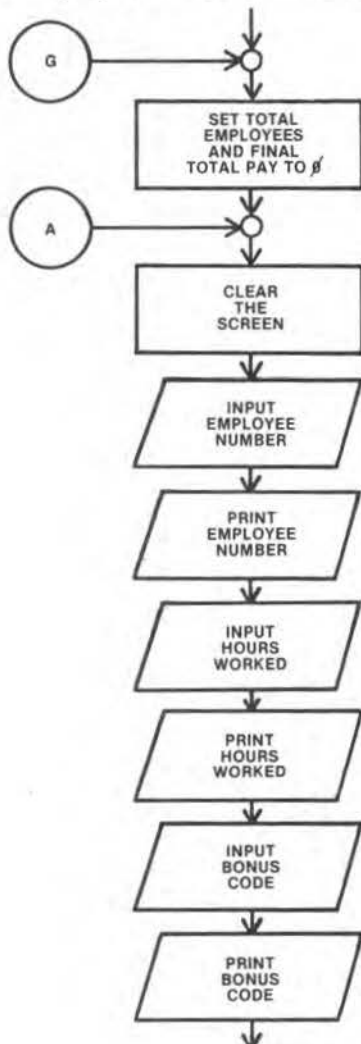 G
SET TOTAL
EMPLOYEES
AND FINAL
TOTAL PAY TO Ø
A
CLEAR
THE
SCREEN
INPUT
EMPLOYEE
NUMBER
PRINT
EMPLOYEE
NUMBER
INPUT
HOURS
WORKED
PRINT
HOURS
WORKED
INPUT
BONUS
CODE
PRINT
BONUS
CODE